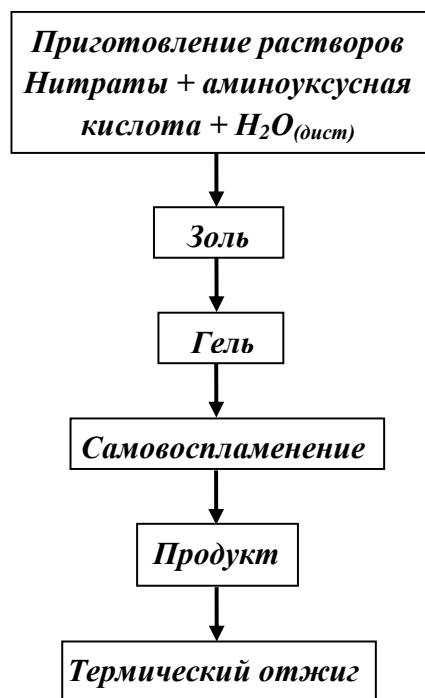 Приготовление растворов
Нитраты + аминоуксусная
кислота + H₂O(дист)
Золь
Гель
Самовоспламенение
Продукт
Термический отжиг